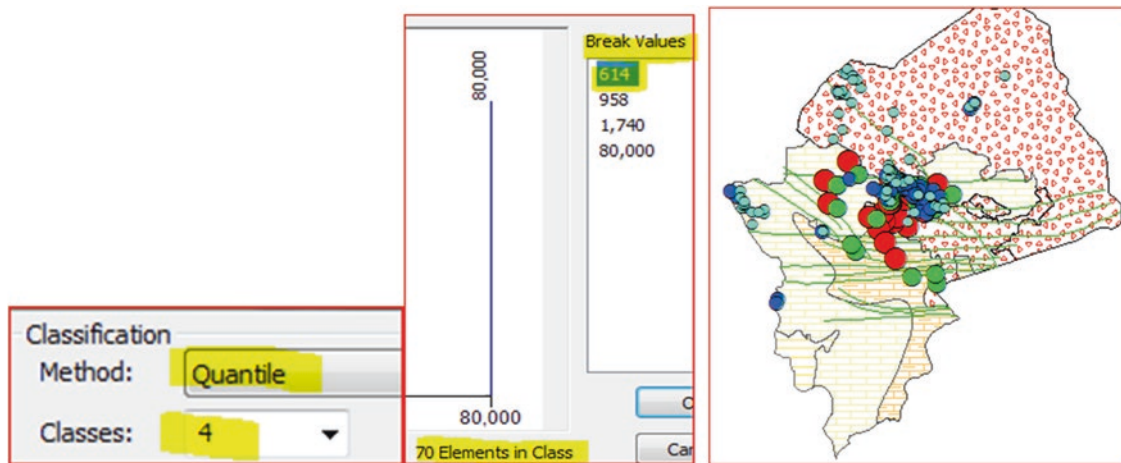 Classification
Method:
Quantile
Classes:
4
80,000
80,000
70 Elements in Class
Break Values
614
958
1,740
80,000